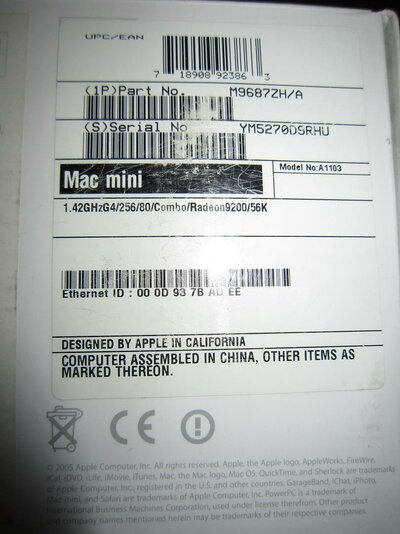 UPC/EAN
7 18908 92386 3
(1P)Part No. M9687ZH/A
(S)Serial No
Mac mini
Model No:A1103
1.42GHzG4/256/80/Combo/Radeon9200/56K
Ethernet ID : 00 0D 93 7B AD EE
DESIGNED BY APPLE IN CALIFORNIA
COMPUTER ASSEMBLED IN CHINA, OTHER ITEMS AS
MARKED THEREON.
CE
© 2005 Apple Computer, Inc. All rights reserved. Apple, the Apple logo, AppleWorks, FireWire,
iCal, iDVD, iLife, iMovie, iTunes, Mac, the Mac logo, Mac OS, QuickTime, and Sherlock are trademarks
of Apple Computer, Inc., registered in the U.S. and other countries. GarageBand, iChat, iPhoto,
Mac mini, and Safari are trademarks of Apple Computer, Inc. PowerPC is a trademark of
International Business Machines Corporation, used under license therefrom. Other product
and company names mentioned herein may be trademarks of their respective companies.